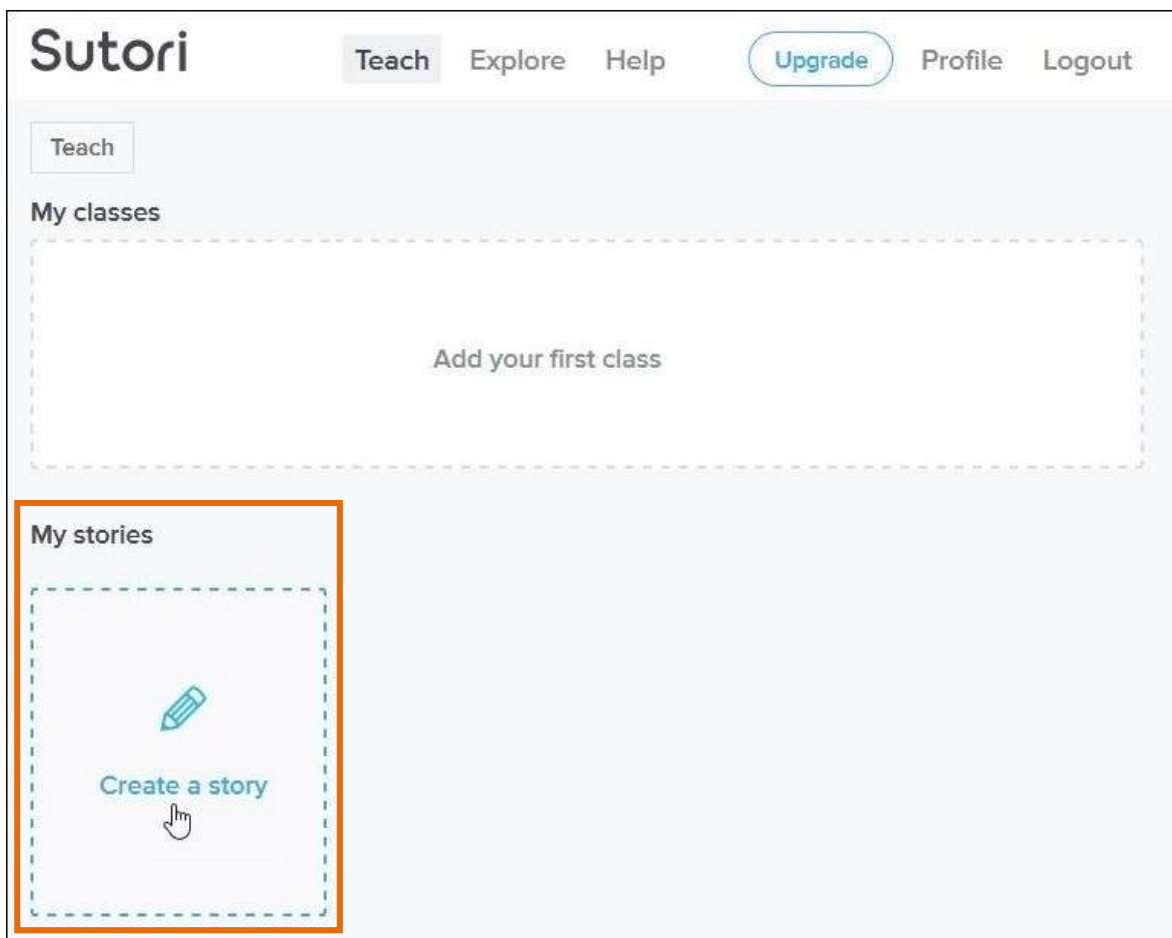 Sutori Teach Explore Help Upgrade Profile Logout
Teach
My classes
Add your first class
My stories
Create a story